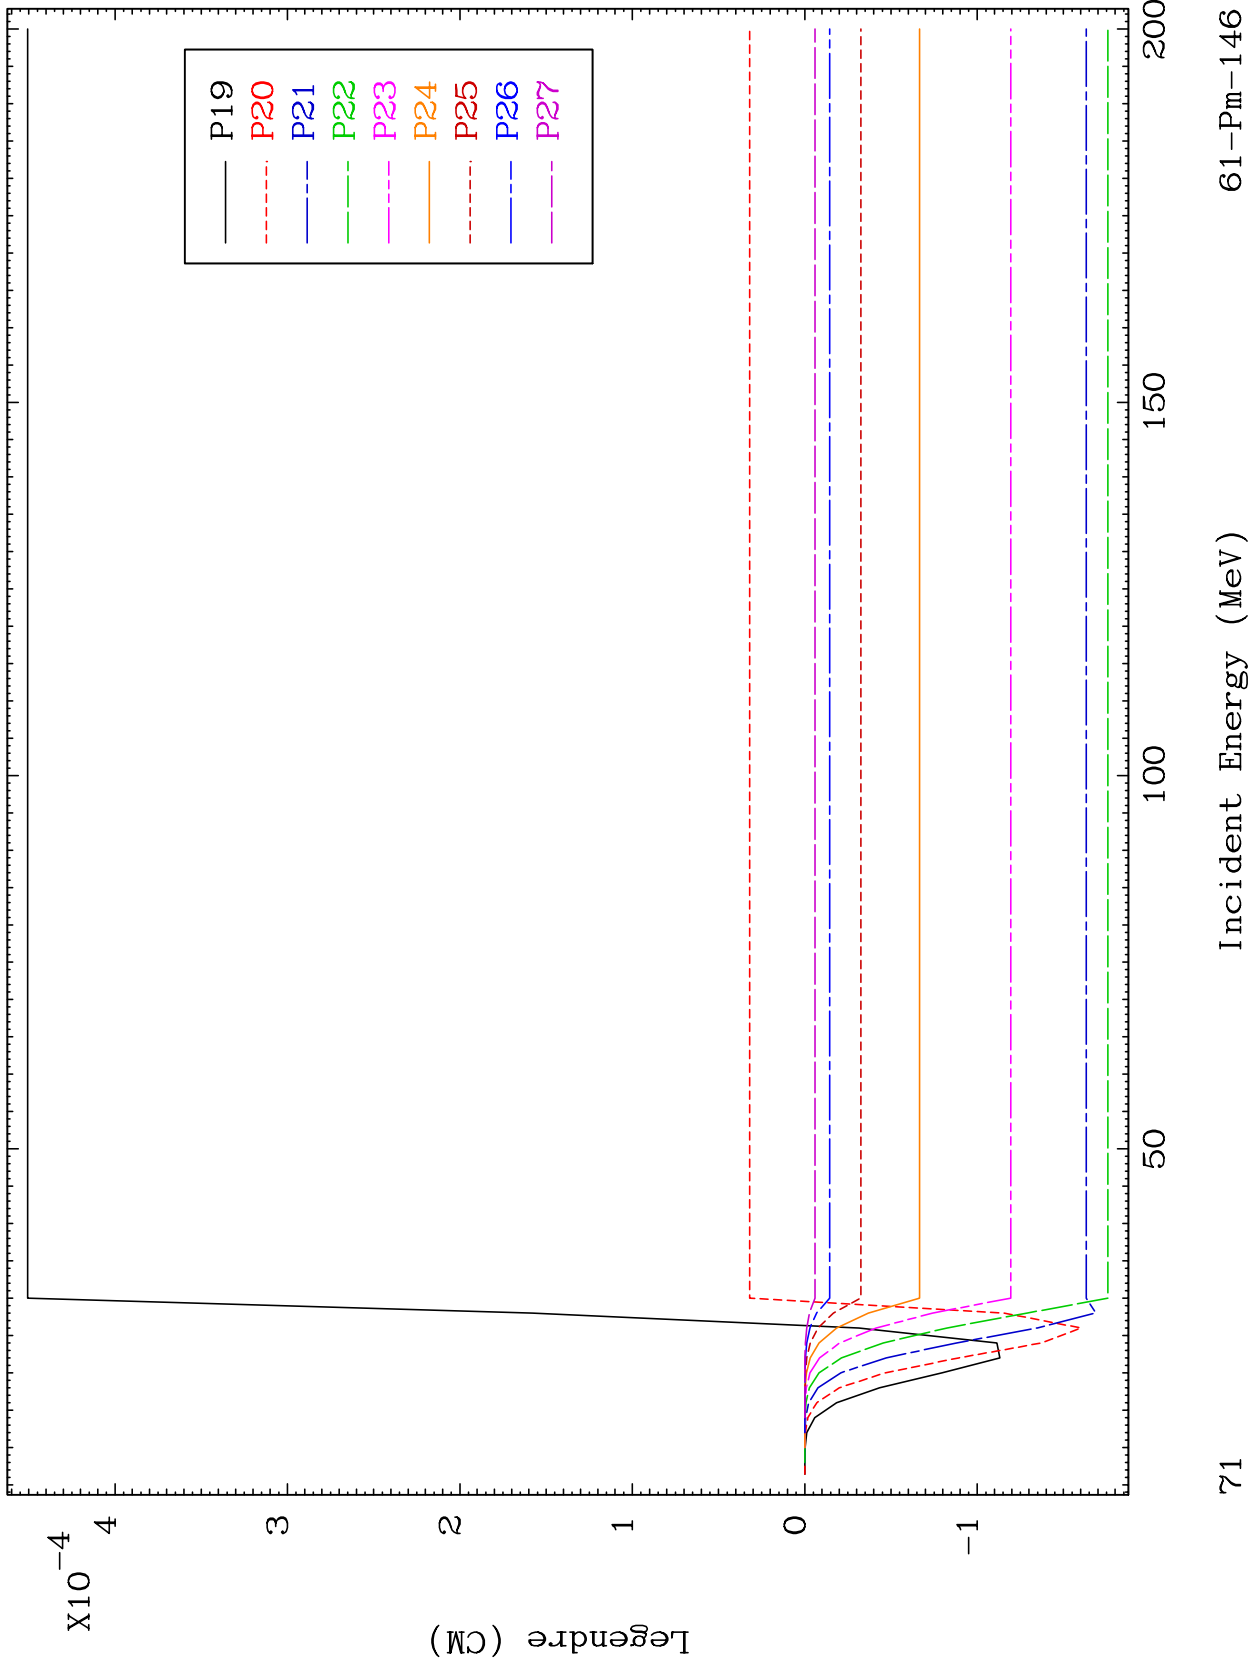 X10-4
4
3
2
1
0
-1
Legendre (CM)
P19
P20
P21
P22
P23
P24
P25
P26
P27
50
100
150
200
Incident Energy (MeV)
71
61-Pm-146